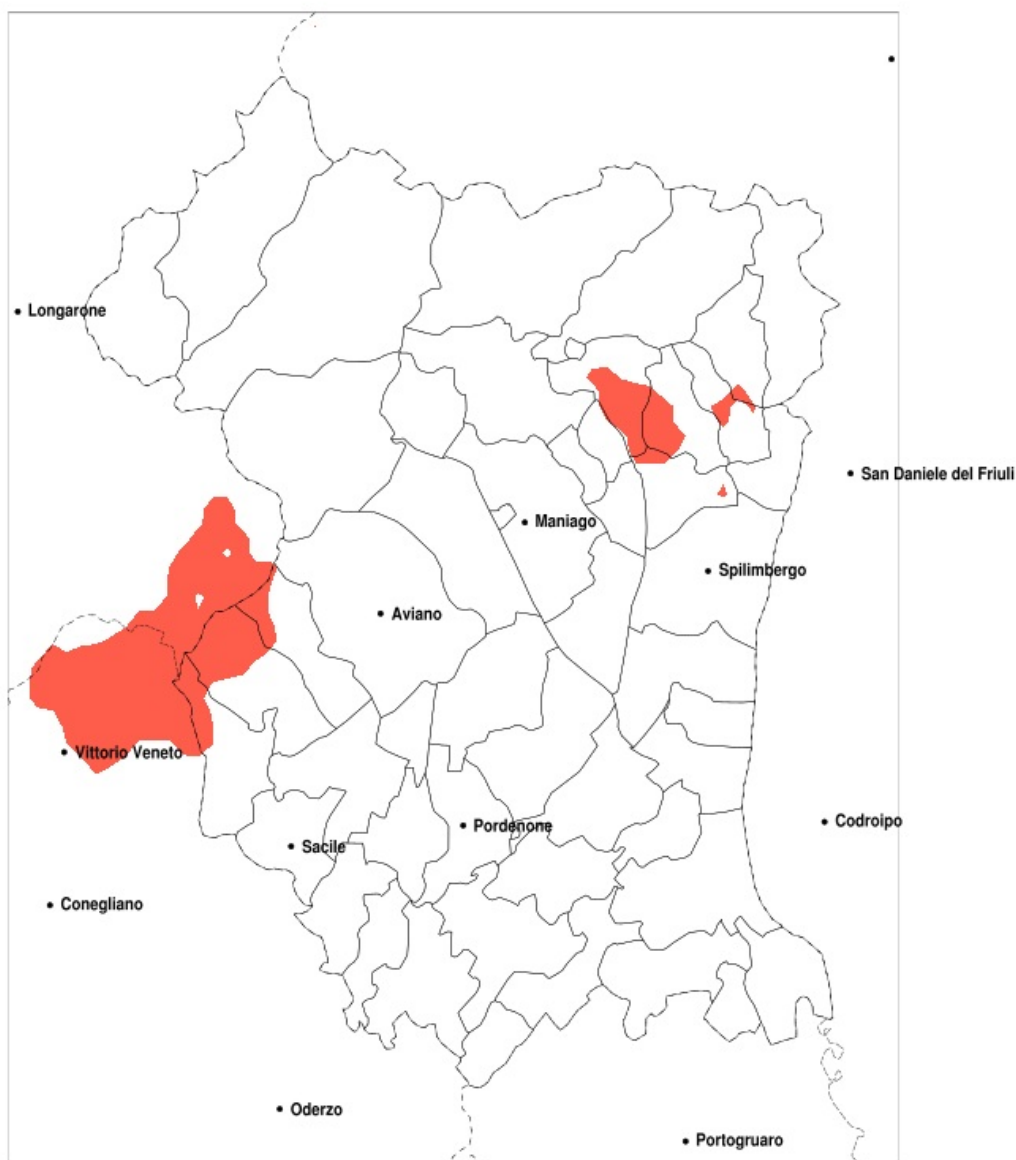 Longarone
San Daniele del Friuli
Maniago
Spilimbergo
Aviano
Vittorio Veneto
Codroipo
Pordenone
Sacile
Conegliano
Oderzo
Portogruaro